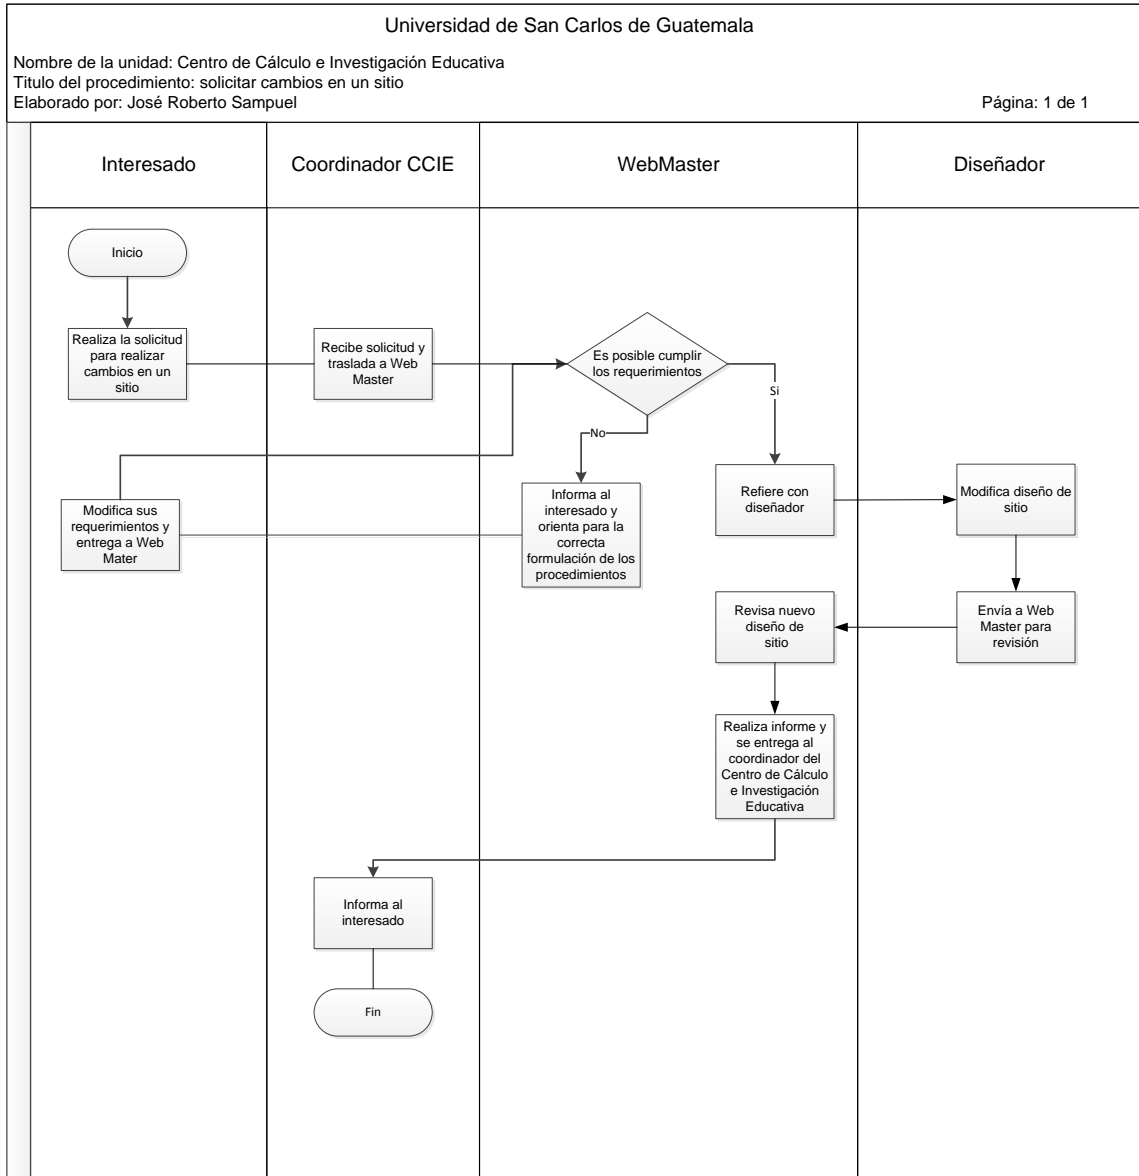 Universidad de San Carlos de Guatemala
Nombre de la unidad: Centro de Cálculo e Investigación Educativa
Titulo del procedimiento: solicitar cambios en un sitio
Elaborado por: José Roberto Sampuel
Página: 1 de 1
Interesado
Coordinador CCIE
WebMaster
Diseñador
Inicio
Realiza la solicitud
para realizar
cambios en un
sitio
Recibe solicitud y
traslada a Web
Master
Es posible cumplir
los requerimientos
Si
No
Modifica sus
requerimientos y
entrega a Web
Mater
Informa al
interesado y
orienta para la
correcta
formulación de los
procedimientos
Refiere con
diseñador
Modifica diseño de
sitio
Revisa nuevo
diseño de
sitio
Envía a Web
Master para
revisión
Realiza informe y
se entrega al
coordinador del
Centro de Cálculo
e Investigación
Educativa
Informa al
interesado
Fin